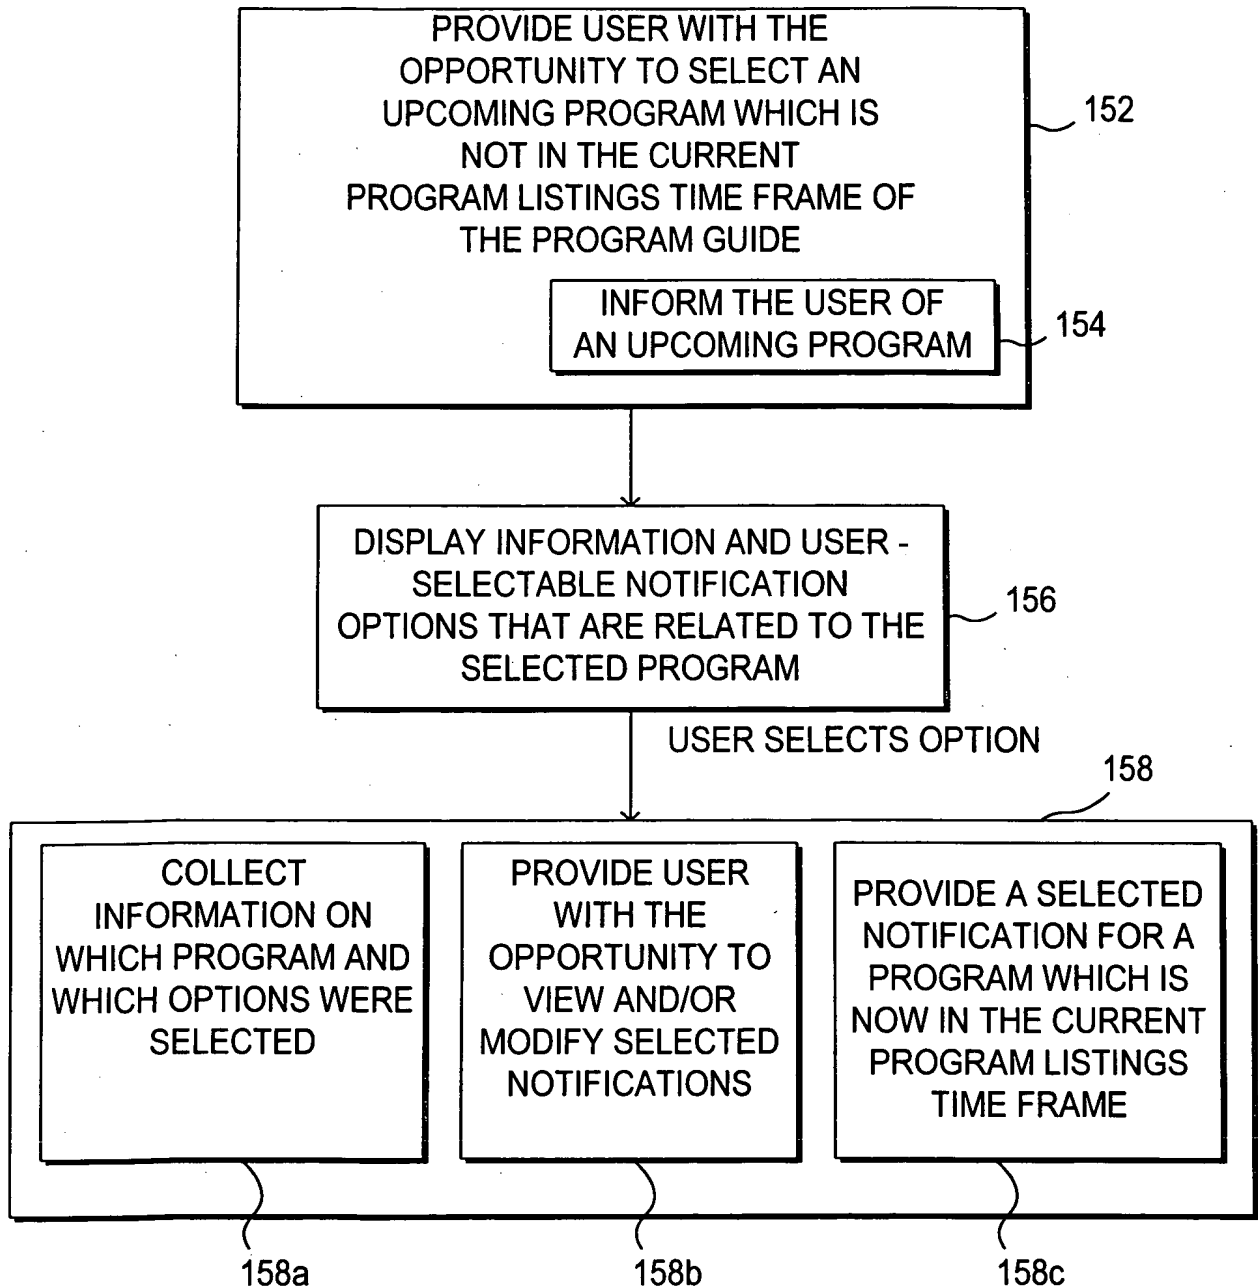 PROVIDE USER WITH THE
OPPORTUNITY TO SELECT AN
UPCOMING PROGRAM WHICH IS
NOT IN THE CURRENT
PROGRAM LISTINGS TIME FRAME OF
THE PROGRAM GUIDE
152
INFORM THE USER OF
AN UPCOMING PROGRAM
154
DISPLAY INFORMATION AND USER -
SELECTABLE NOTIFICATION
OPTIONS THAT ARE RELATED TO THE
SELECTED PROGRAM
156
USER SELECTS OPTION
158
COLLECT
INFORMATION ON
WHICH PROGRAM AND
WHICH OPTIONS WERE
SELECTED
PROVIDE USER
WITH THE
OPPORTUNITY TO
VIEW AND/OR
MODIFY SELECTED
NOTIFICATIONS
PROVIDE A SELECTED
NOTIFICATION FOR A
PROGRAM WHICH IS
NOW IN THE CURRENT
PROGRAM LISTINGS
TIME FRAME
158a
158b
158c